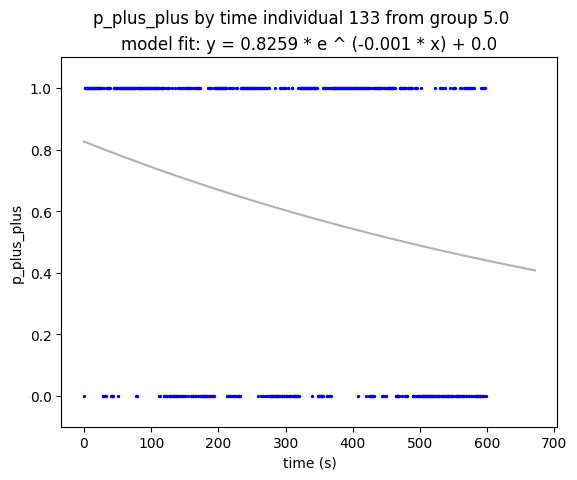 p_plus_plus by time individual 133 from group 5.0
model fit: y = 0.8259 * e ^ (-0.001 * x) + 0.0
1.0
0.8
0.6
0.4
0.2
0.0
p_plus_plus
0 100 200 300 400 500 600 700
time (s)